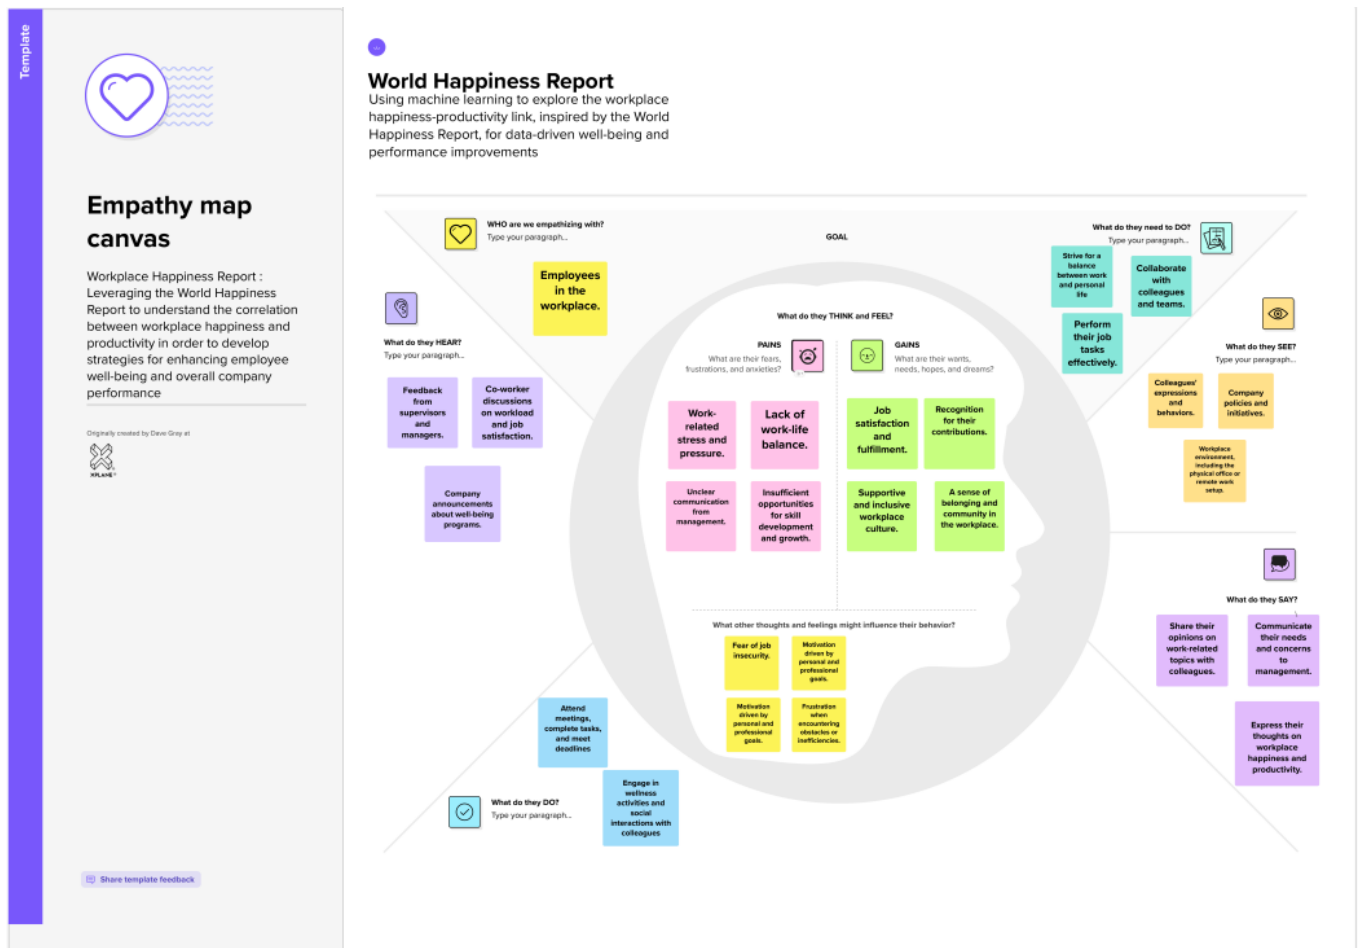 Template
Empathy map
canvas
Workplace Happiness Report :
Leveraging the World Happiness
Report to understand the correlation
between workplace happiness and
productivity in order to develop
strategies for enhancing employee
well-being and overall company
performance
Originally created by Dave Gray at
XPLANE
Share template feedback
World Happiness Report
Using machine learning to explore the workplace
happiness-productivity link, inspired by the World
Happiness Report, for data-driven well-being and
performance improvements
WHO are we empathizing with?
Type your paragraph...
Employees
in the
workplace.
GOAL
What do they need to DO?
Type your paragraph...
Strive for a
balance
between work
and personal
life
Collaborate
with
colleagues
and teams.
Perform
their job
tasks
effectively.
What do they HEAR?
Type your paragraph...
Feedback
from
supervisors
and
managers.
Co-worker
discussions
on workload
and job
satisfaction.
Company
announcements
about well-being
programs.
What do they THINK and FEEL?
PAINS
What are their fears,
frustrations, and anxieties?
GAINS
What are their wants,
needs, hopes, and dreams?
Work-
related
stress and
pressure.
Lack of
work-life
balance.
Unclear
communication
from
management.
Insufficient
opportunities
for skill
development
and growth.
Job
satisfaction
and
fulfillment.
Recognition
for their
contributions.
Supportive
and inclusive
workplace
culture.
A sense of
belonging and
community in
the workplace.
What do they SEE?
Type your paragraph...
Colleagues'
expressions
and
behaviors.
Company
policies and
initiatives.
Workplace
environment,
including the
physical office or
remote work
setup.
What do they SAY?
Share their
opinions on
work-related
topics with
colleagues.
Communicate
their needs
and concerns
to
management.
Express their
thoughts on
workplace
happiness and
productivity.
What other thoughts and feelings might influence their behavior?
Fear of job
insecurity.
Motivation
driven by
personal and
professional
goals.
Motivation
driven by
personal and
professional
goals.
Frustration
when
encountering
obstacles or
inefficiencies.
Attend
meetings,
complete tasks,
and meet
deadlines
Engage in
wellness
activities and
social
interactions with
colleagues
What do they DO?
Type your paragraph...